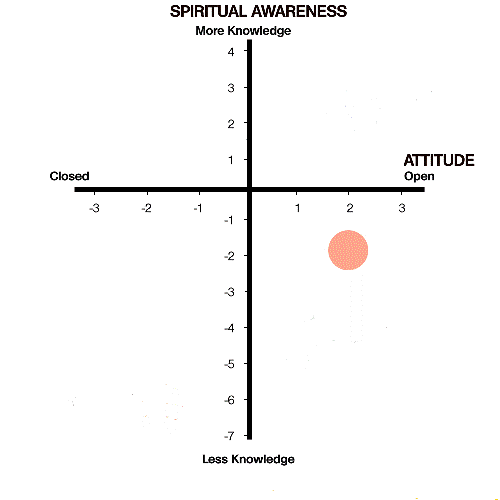 SPIRITUAL AWARENESS
More Knowledge
4
3
2
1
ATTITUDE
Closed
Open
-3 -2 -1 1 2 3
-1
-2
-3
-4
-5
-6
-7
Less Knowledge